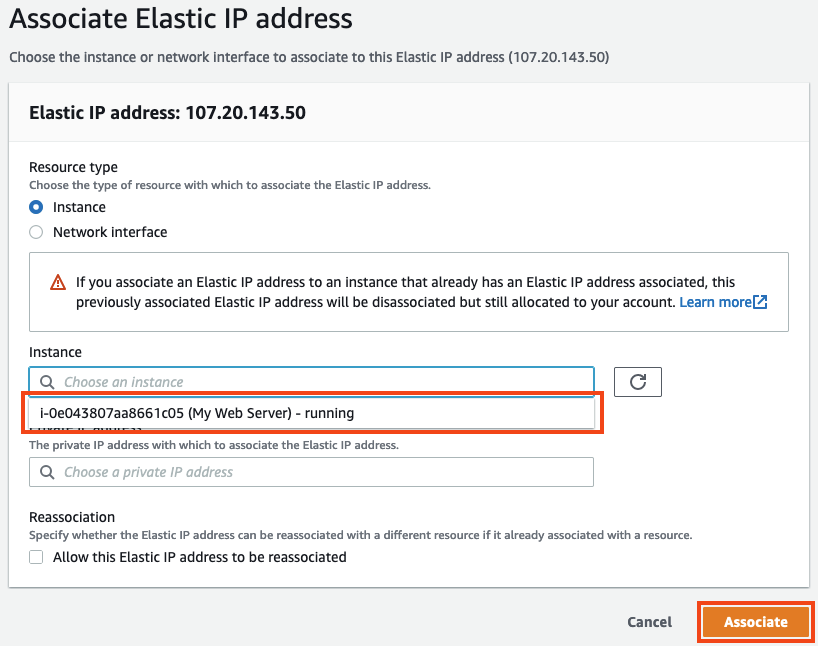 Associate Elastic IP address
Choose the instance or network interface to associate to this Elastic IP address (107.20.143.50)
Elastic IP address: 107.20.143.50
Resource type
Choose the type of resource with which to associate the Elastic IP address.
Instance
Network interface
If you associate an Elastic IP address to an instance that already has an Elastic IP address associated, this
previously associated Elastic IP address will be disassociated but still allocated to your account. Learn more
Instance
Choose an instance
i-0e043807aa8661c05 (My Web Server) - running
Private IP address
The private IP address with which to associate the Elastic IP address.
Choose a private IP address
Reassociation
Specify whether the Elastic IP address can be reassociated with a different resource if it already associated with a resource.
Allow this Elastic IP address to be reassociated
Cancel
Associate